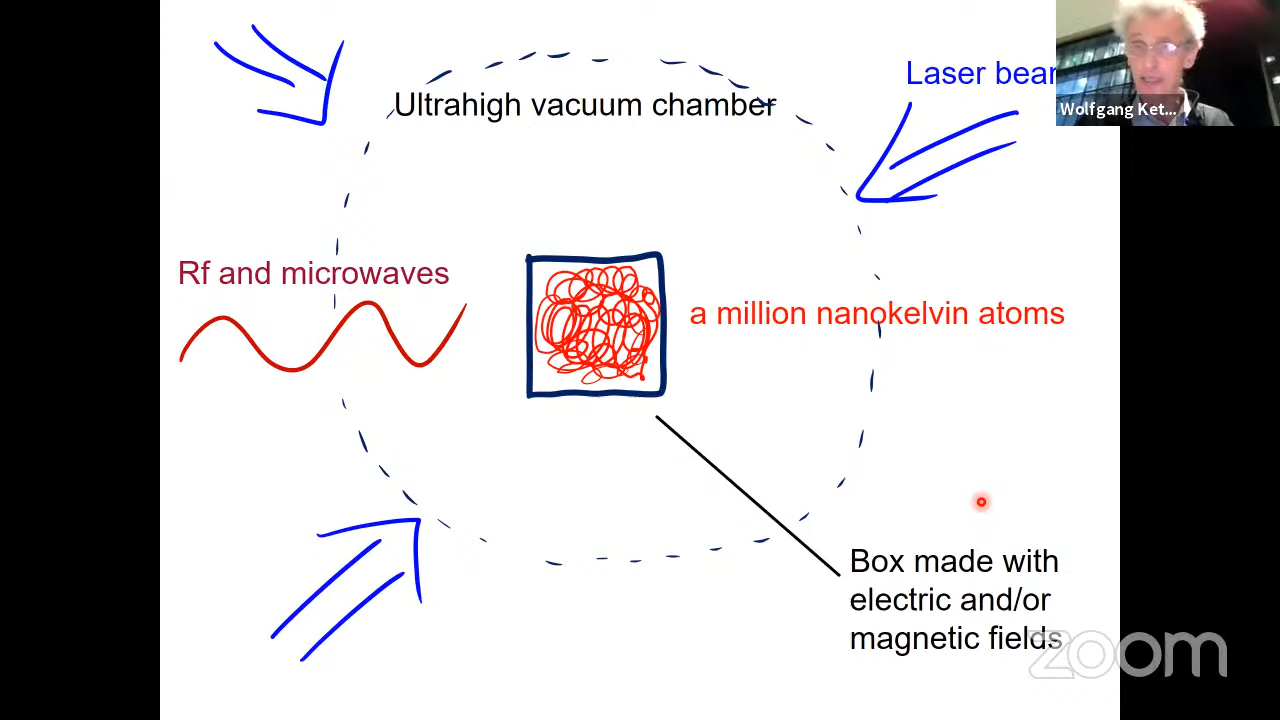 Ultrahigh vacuum chamber
Laser
Wolfgang Ket...
Rf and microwaves
a million nanokelvin atoms
Box made with
electric and/or
magnetic fields
zoom